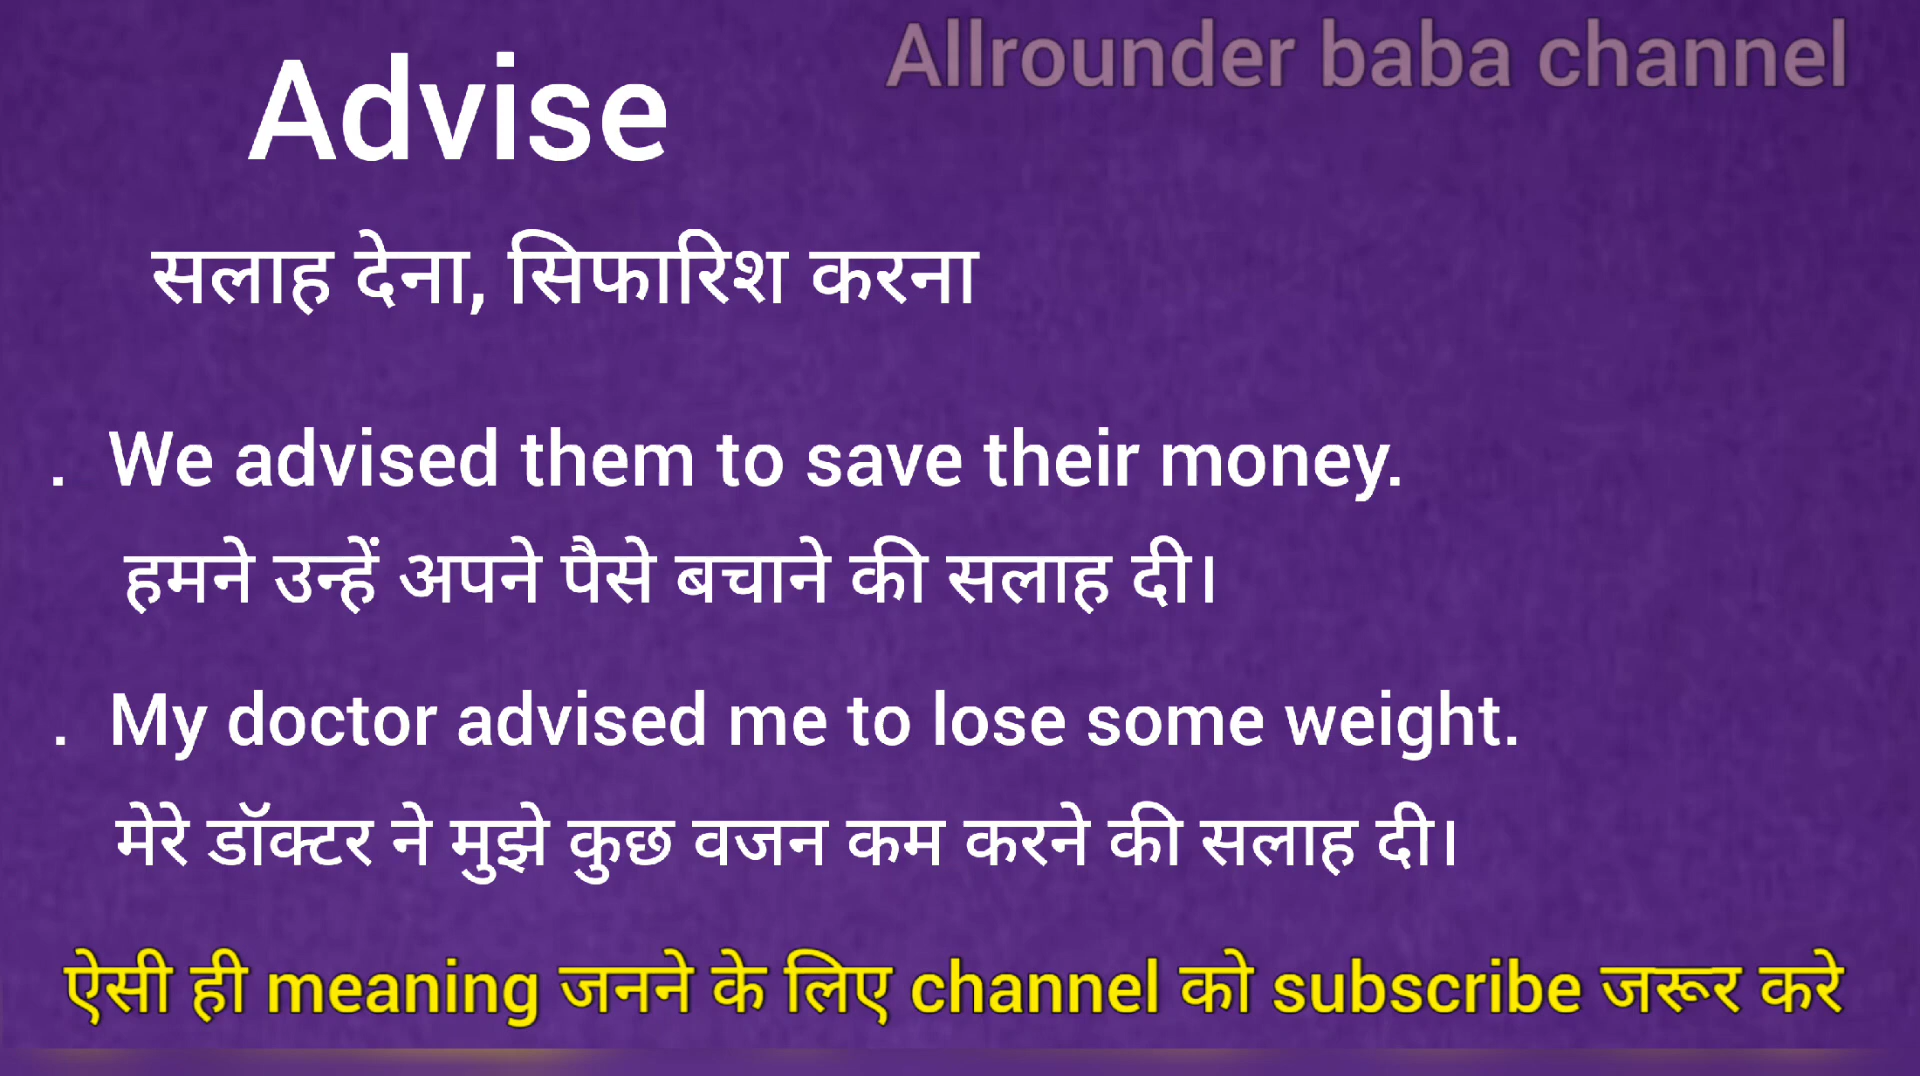 Allrounder baba channel
Advise
सलाह देना, सिफारिश करना
. We advised them to save their money.
हमने उन्हें अपने पैसे बचाने की सलाह दी।
. My doctor advised me to lose some weight.
मेरे डॉक्टर ने मुझे कुछ वजन कम करने की सलाह दी।
ऐसी ही meaning जनने के लिए channel को subscribe जरूर करे